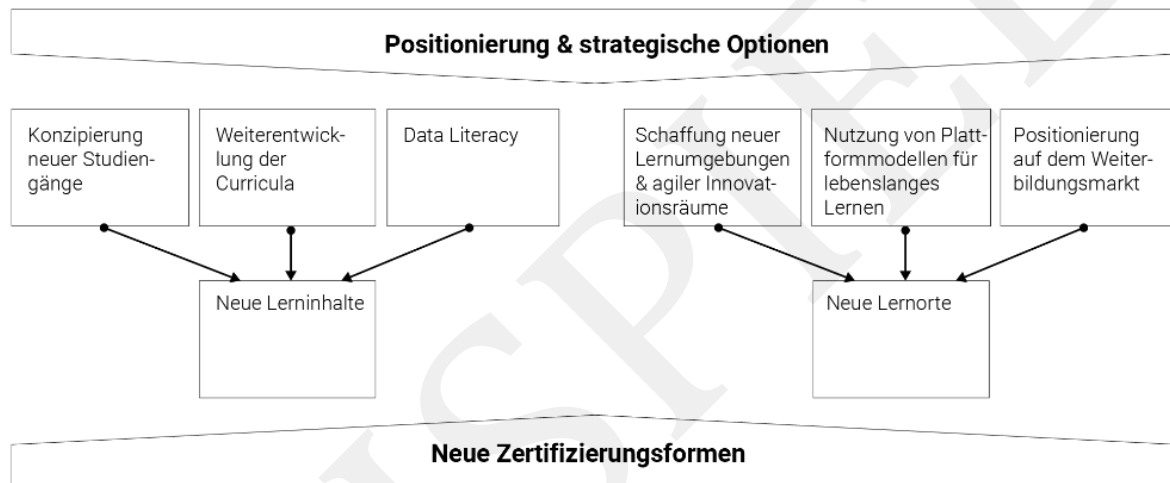 Positionierung & strategische Optionen
Konzipierung
neuer Studien-
gänge
Weiterentwick-
lung der
Curricula
Data Literacy
Schaffung neuer
Lernumgebungen
& agiler Innovat-
ionsräume
Nutzung von Platt-
formmodellen für
lebenslanges
Lernen
Positionierung
auf dem Weiter-
bildungsmarkt
Neue Lerninhalte
Neue Lernorte
Neue Zertifizierungsformen